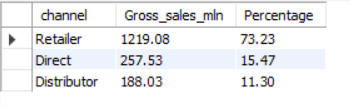 channel Gross_sales_mln Percentage
Retailer 1219.08 73.23
Direct 257.53 15.47
Distributor 188.03 11.30